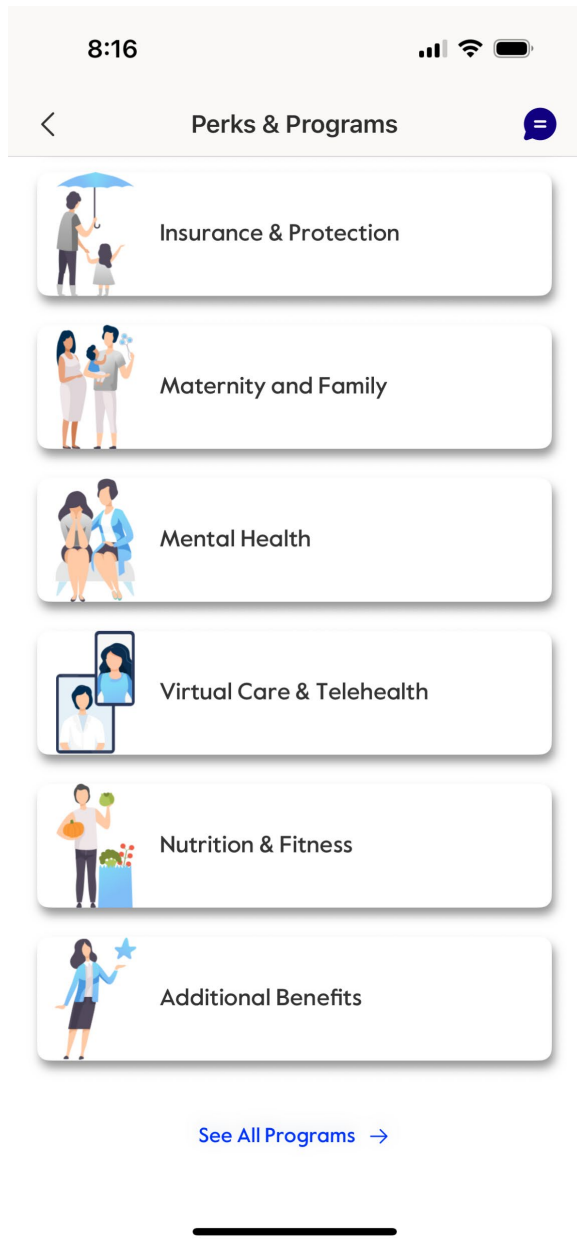 8:16
Perks & Programs
Insurance & Protection
Maternity and Family
Mental Health
Virtual Care & Telehealth
Nutrition & Fitness
Additional Benefits
See All Programs →